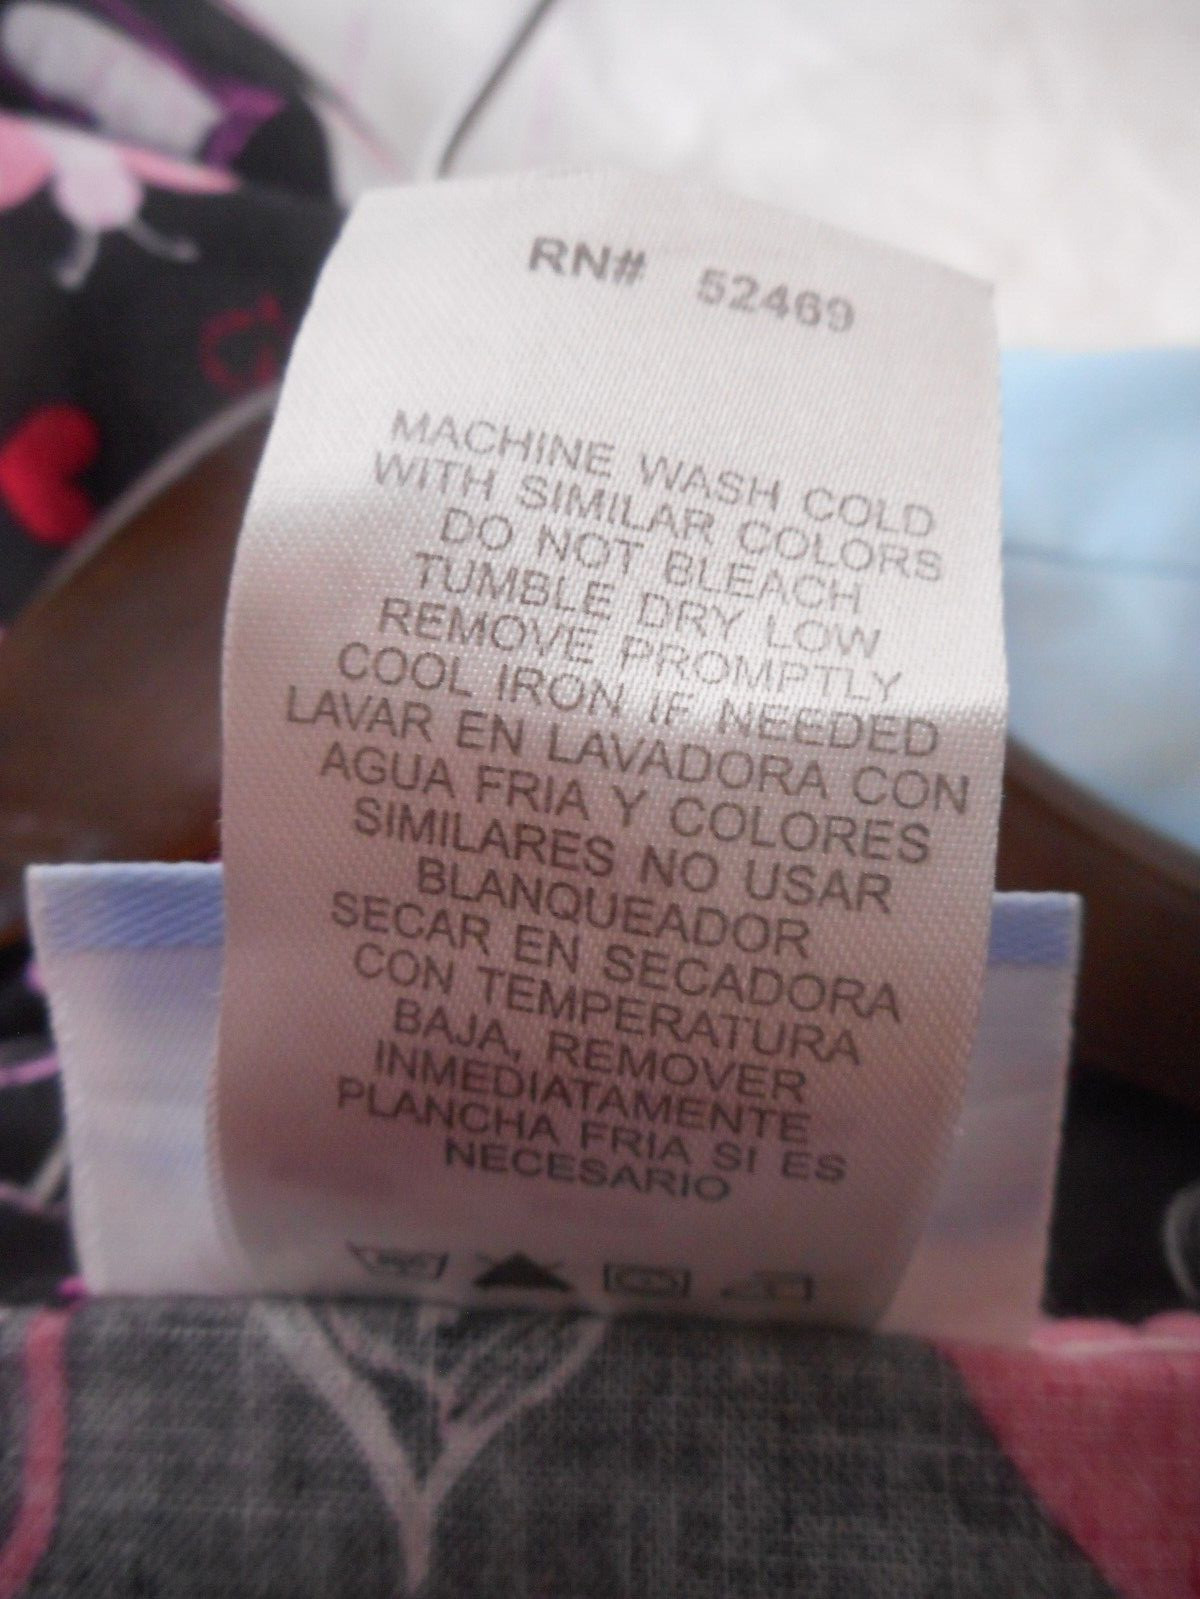 RN# 52469
MACHINE WASH COLD
WITH SIMILAR COLORS
DO NOT BLEACH
TUMBLE DRY LOW
REMOVE PROMPTLY
COOL IRON IF NEEDED
LAVAR EN LAVADORA CON
AGUA FRIA Y COLORES
SIMILARES NO USAR
BLANQUEADOR
SECAR EN SECADORA
CON TEMPERATURA
BAJA, REMOVER
INMEDIATAMENTE
PLANCHA FRIA SI ES
NECESARIO